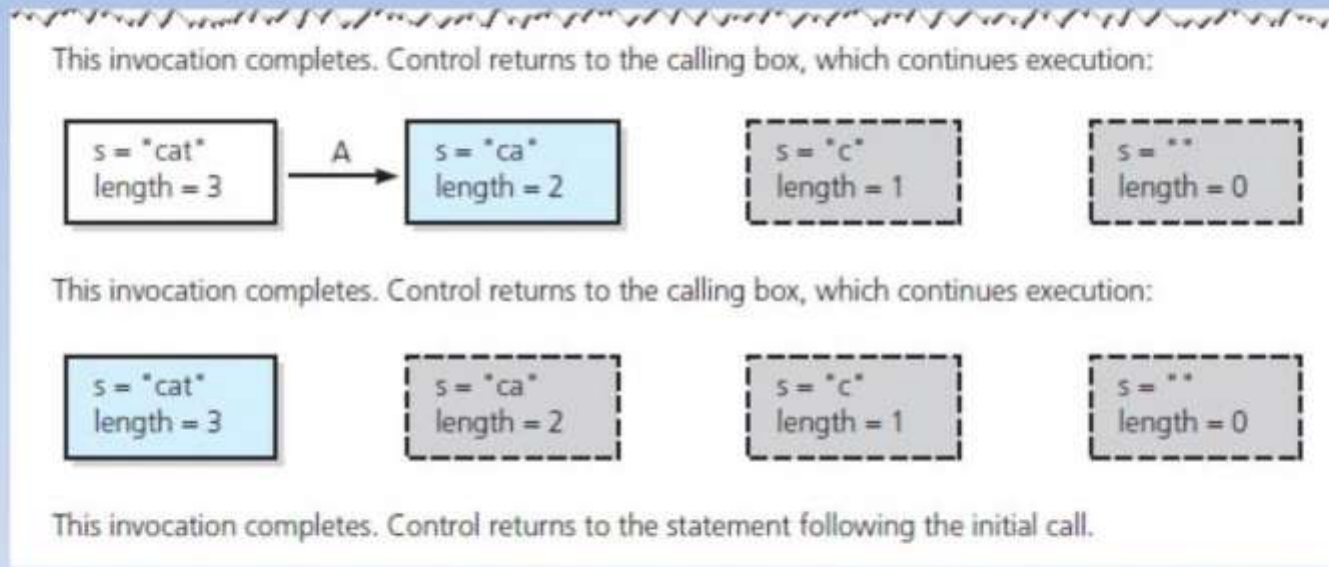 This invocation completes. Control returns to the calling box, which continues execution:
s = "cat"
length = 3
A
s = "ca"
length = 2
s = "c"
length = 1
s = ""
length = 0
This invocation completes. Control returns to the calling box, which continues execution:
s = "cat"
length = 3
s = "ca"
length = 2
s = "c"
length = 1
s = ""
length = 0
This invocation completes. Control returns to the statement following the initial call.